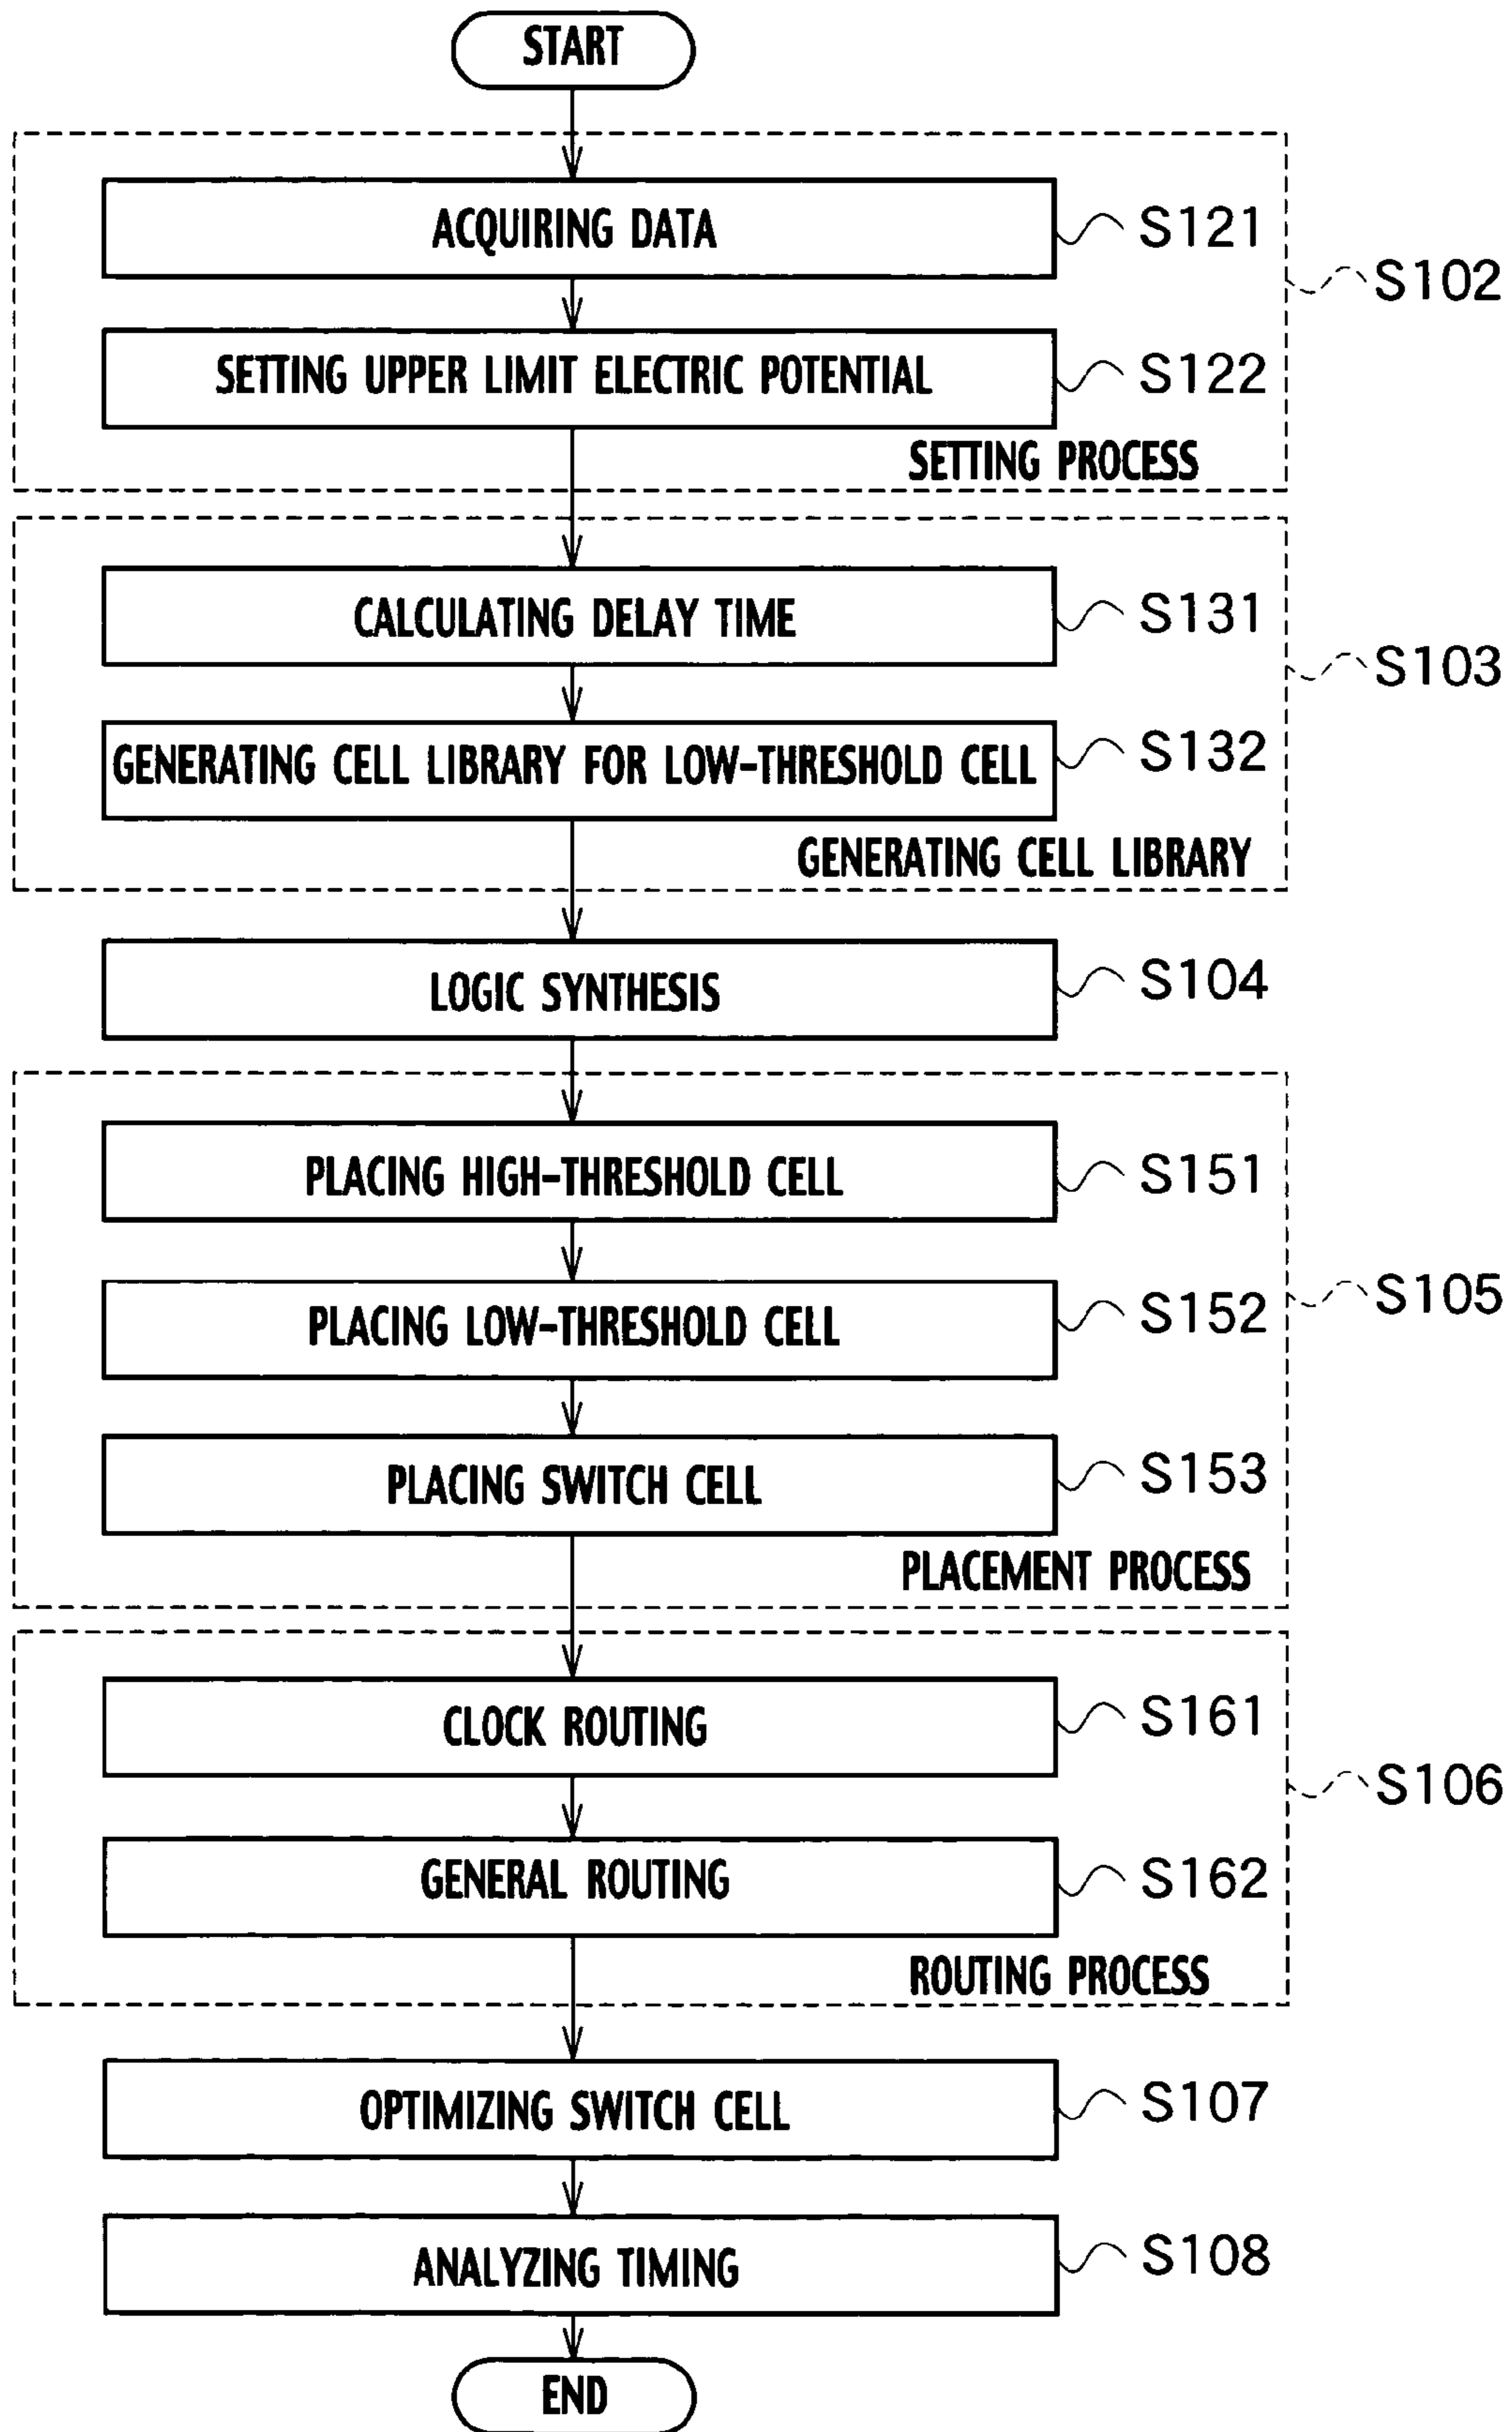 START
ACQUIRING DATA
S121
S102
SETTING UPPER LIMIT ELECTRIC POTENTIAL
S122
SETTING PROCESS
CALCULATING DELAY TIME
S131
S103
GENERATING CELL LIBRARY FOR LOW-THRESHOLD CELL
S132
GENERATING CELL LIBRARY
LOGIC SYNTHESIS
S104
PLACING HIGH-THRESHOLD CELL
S151
PLACING LOW-THRESHOLD CELL
S152
S105
PLACING SWITCH CELL
S153
PLACEMENT PROCESS
CLOCK ROUTING
S161
S106
GENERAL ROUTING
S162
ROUTING PROCESS
OPTIMIZING SWITCH CELL
S107
ANALYZING TIMING
S108
END